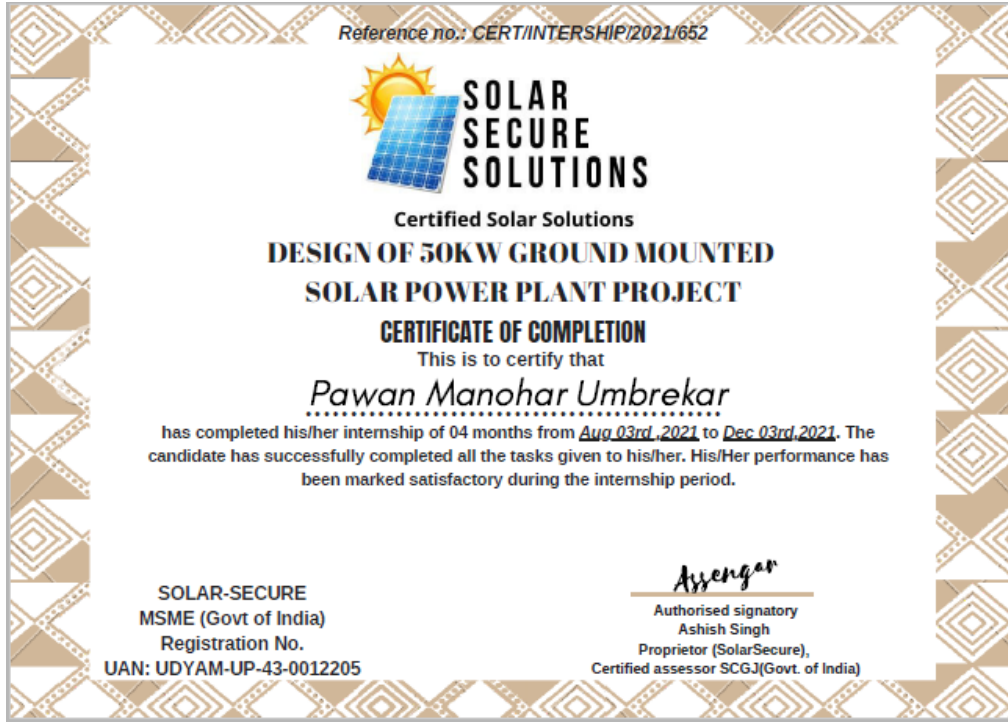 Reference no.: CERT/INTERSHIP/2021/652
SOLAR
SECURE
SOLUTIONS
Certified Solar Solutions
DESIGN OF 50KW GROUND MOUNTED
SOLAR POWER PLANT PROJECT
CERTIFICATE OF COMPLETION
This is to certify that
Pawan Manohar Umbrekar
has completed his/her internship of 04 months from Aug 03rd ,2021 to Dec 03rd,2021. The
candidate has successfully completed all the tasks given to his/her. His/Her performance has
been marked satisfactory during the internship period.
SOLAR-SECURE
MSME (Govt of India)
Registration No.
UAN: UDYAM-UP-43-0012205
Assengar
Authorised signatory
Ashish Singh
Proprietor (SolarSecure),
Certified assessor SCGJ(Govt. of India)